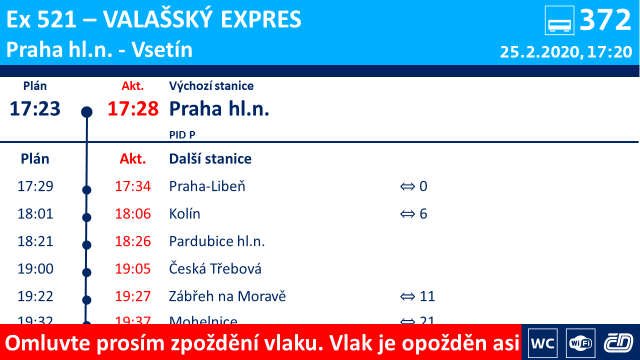 Ex 521 – VALAŠSKÝ EXPRES 372
Praha hl.n. - Vsetín 25.2.2020, 17:20
Plán Akt. Výchozí stanice
17:23 17:28 Praha hl.n.
PID P
Plán Akt. Další stanice
17:29 17:34 Praha-Libeň ⇔ 0
18:01 18:06 Kolín ⇔ 6
18:21 18:26 Pardubice hl.n.
19:00 19:05 Česká Třebová
19:22 19:27 Zábřeh na Moravě ⇔ 11
19:32 19:37 Mohelnice ⇔ 21
Omluvte prosím zpoždění vlaku. Vlak je opožděn asi WC WiFi ČD